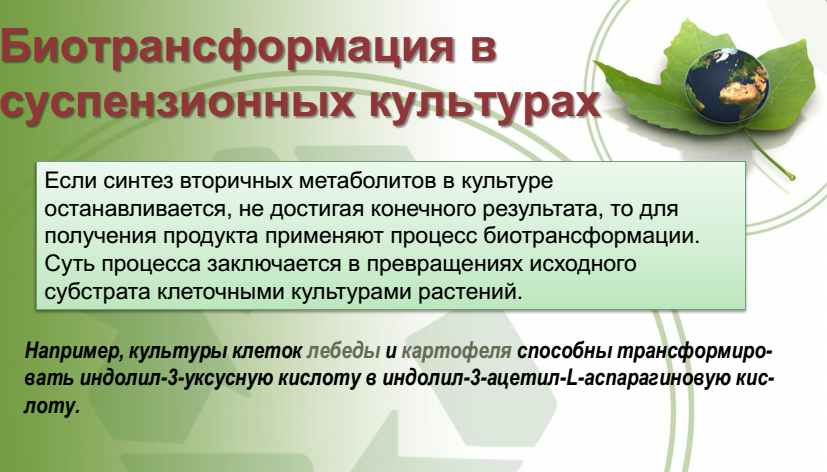 Биотрансформация в
суспензионных культурах
Если синтез вторичных метаболитов в культуре
останавливается, не достигая конечного результата, то для
получения продукта применяют процесс биотрансформации.
Суть процесса заключается в превращениях исходного
субстрата клеточными культурами растений.
Например, культуры клеток лебеды и картофеля способны трансформиро-
вать индолил-3-уксусную кислоту в индолил-3-ацетил-L-аспарагиновую кис-
лоту.